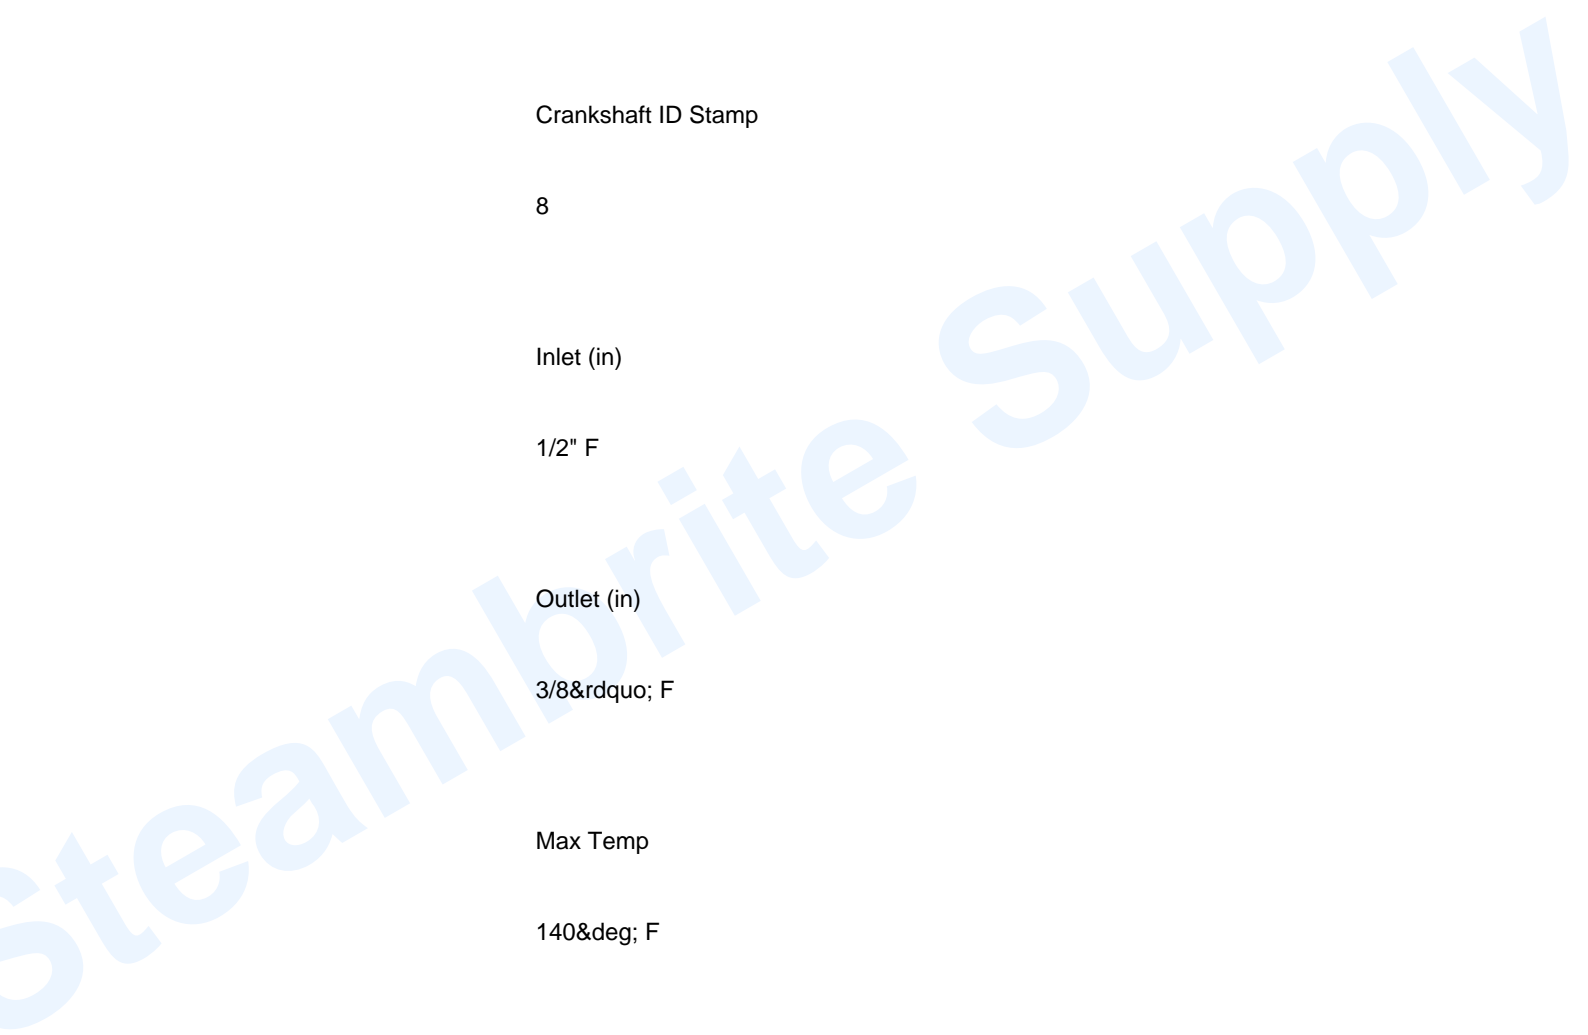 Crankshaft ID Stamp
8
Inlet (in)
1/2" F
Outlet (in)
3/8&rdquo; F
Max Temp
140&deg; F
Steambrite Supply